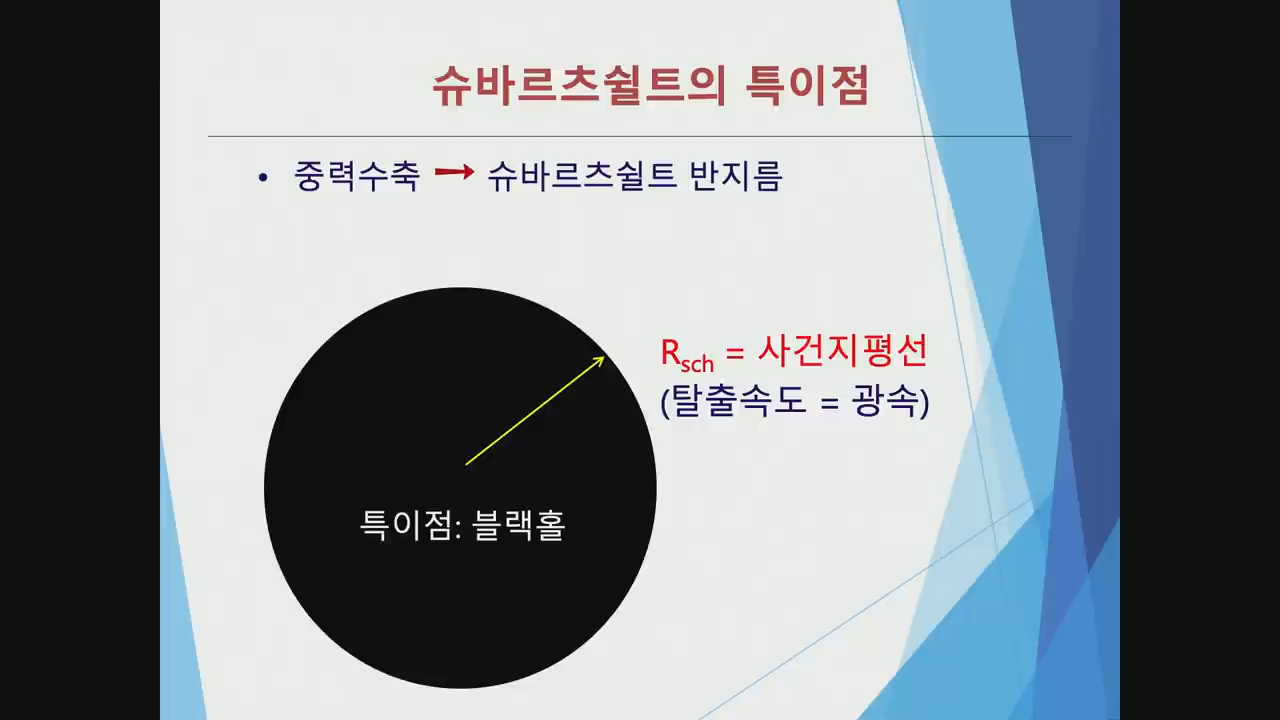 슈바르츠쉴트의 특이점
• 중력수축 → 슈바르츠쉴트 반지름
Rsch = 사건지평선
(탈출속도 = 광속)
특이점: 블랙홀